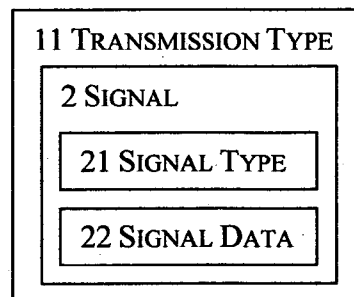 11 TRANSMISSION TYPE
2 SIGNAL
21 SIGNAL TYPE
22 SIGNAL DATA